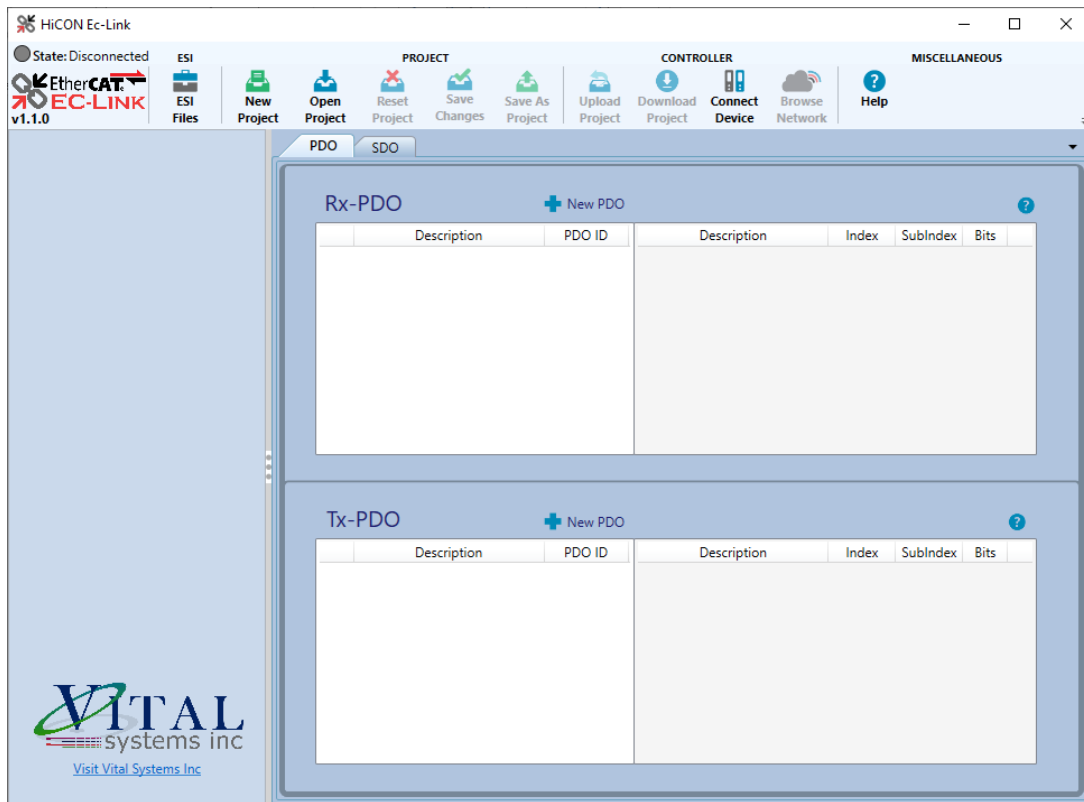 HiCON Ec-Link
State: Disconnected
EtherCAT
EC-LINK
v1.1.0
ESI
ESI
Files
PROJECT
New
Project
Open
Project
Reset
Project
Save
Changes
Save As
Project
CONTROLLER
Upload
Project
Download
Project
Connect
Device
Browse
Network
MISCELLANEOUS
Help
PDO SDO
Rx-PDO New PDO ?
Description PDO ID Description Index SubIndex Bits
Tx-PDO New PDO ?
Description PDO ID Description Index SubIndex Bits
VITAL
systems inc
Visit Vital Systems Inc